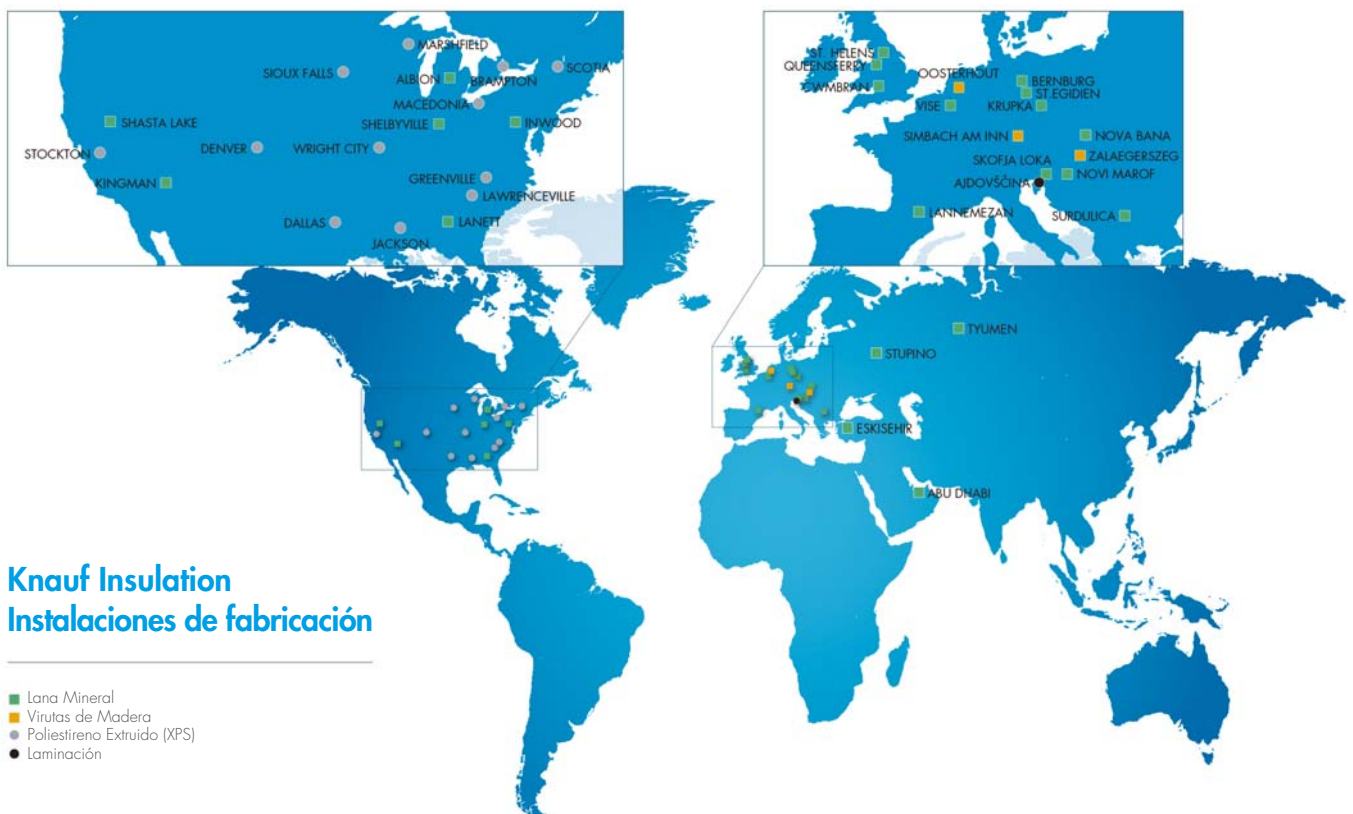 MARSHFIELD
SIOUX FALLS
ALBION
BRAMPTON
SCOTIA
MACEDONIA
SHASTA LAKE
SHELBYVILLE
INWOOD
STOCKTON
DENVER
WRIGHT CITY
KINGMAN
GREENVILLE
LAWRENCEVILLE
DALLAS
JACKSON
LANETT
ST. HELENS
QUEENSFERRY
OOSTERHOUT
CWMBRAN
BERNBURG
ST.EGIDIEN
VISE
KRUPKA
SIMBACH AM INN
NOVA BANA
SKOFJA LOKA
ZALAEGERSZEG
AJDOVŠČINA
NOVI MAROF
LANNEMEZAN
SURDULICA
TYUMEN
STUPINO
ESKISEHIR
ABU DHABI
Knauf Insulation
Instalaciones de fabricación
Lana Mineral
Virutas de Madera
Poliestireno Extruido (XPS)
Laminación